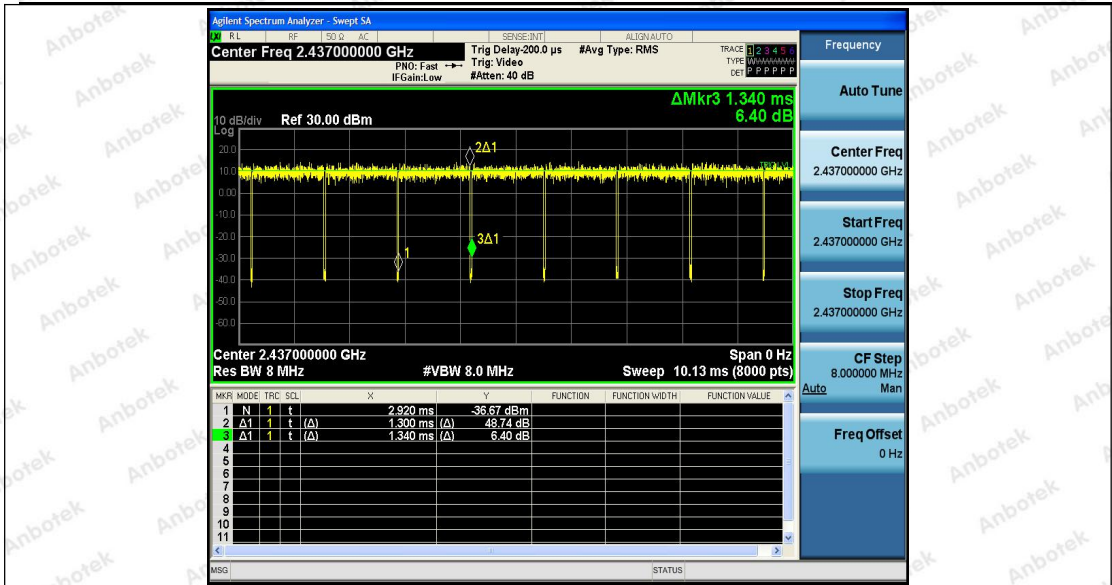 Agilent Spectrum Analyzer - Swept SA
LXI RL RF 50 Ω AC SENSE:INT ALIGNAUTO
Center Freq 2.437000000 GHz
PNO: Fast
IFGain:Low
Trig Delay-200.0 µs
Trig: Video
#Atten: 40 dB
#Avg Type: RMS
TRACE 1 2 3 4 5 6
TYPE
DET P P P P P P
ΔMkr3 1.340 ms
6.40 dB
10 dB/div
Log
Ref 30.00 dBm
20.0
10.0
0.00
-10.0
-20.0
-30.0
-40.0
-50.0
-60.0
2Δ1
3Δ1
1
Center 2.437000000 GHz Span 0 Hz
Res BW 8 MHz #VBW 8.0 MHz Sweep 10.13 ms (8000 pts)
MKR MODE TRC SCL X Y FUNCTION FUNCTION WIDTH FUNCTION VALUE
1 N 1 t 2.920 ms -36.67 dBm
2 Δ1 1 t (Δ) 1.300 ms (Δ) 48.74 dB
3 Δ1 1 t (Δ) 1.340 ms (Δ) 6.40 dB
4
5
6
7
8
9
10
11
MSG STATUS
Frequency
Auto Tune
Center Freq
2.437000000 GHz
Start Freq
2.437000000 GHz
Stop Freq
2.437000000 GHz
CF Step
8.000000 MHz
Auto Man
Freq Offset
0 Hz
Anbotek